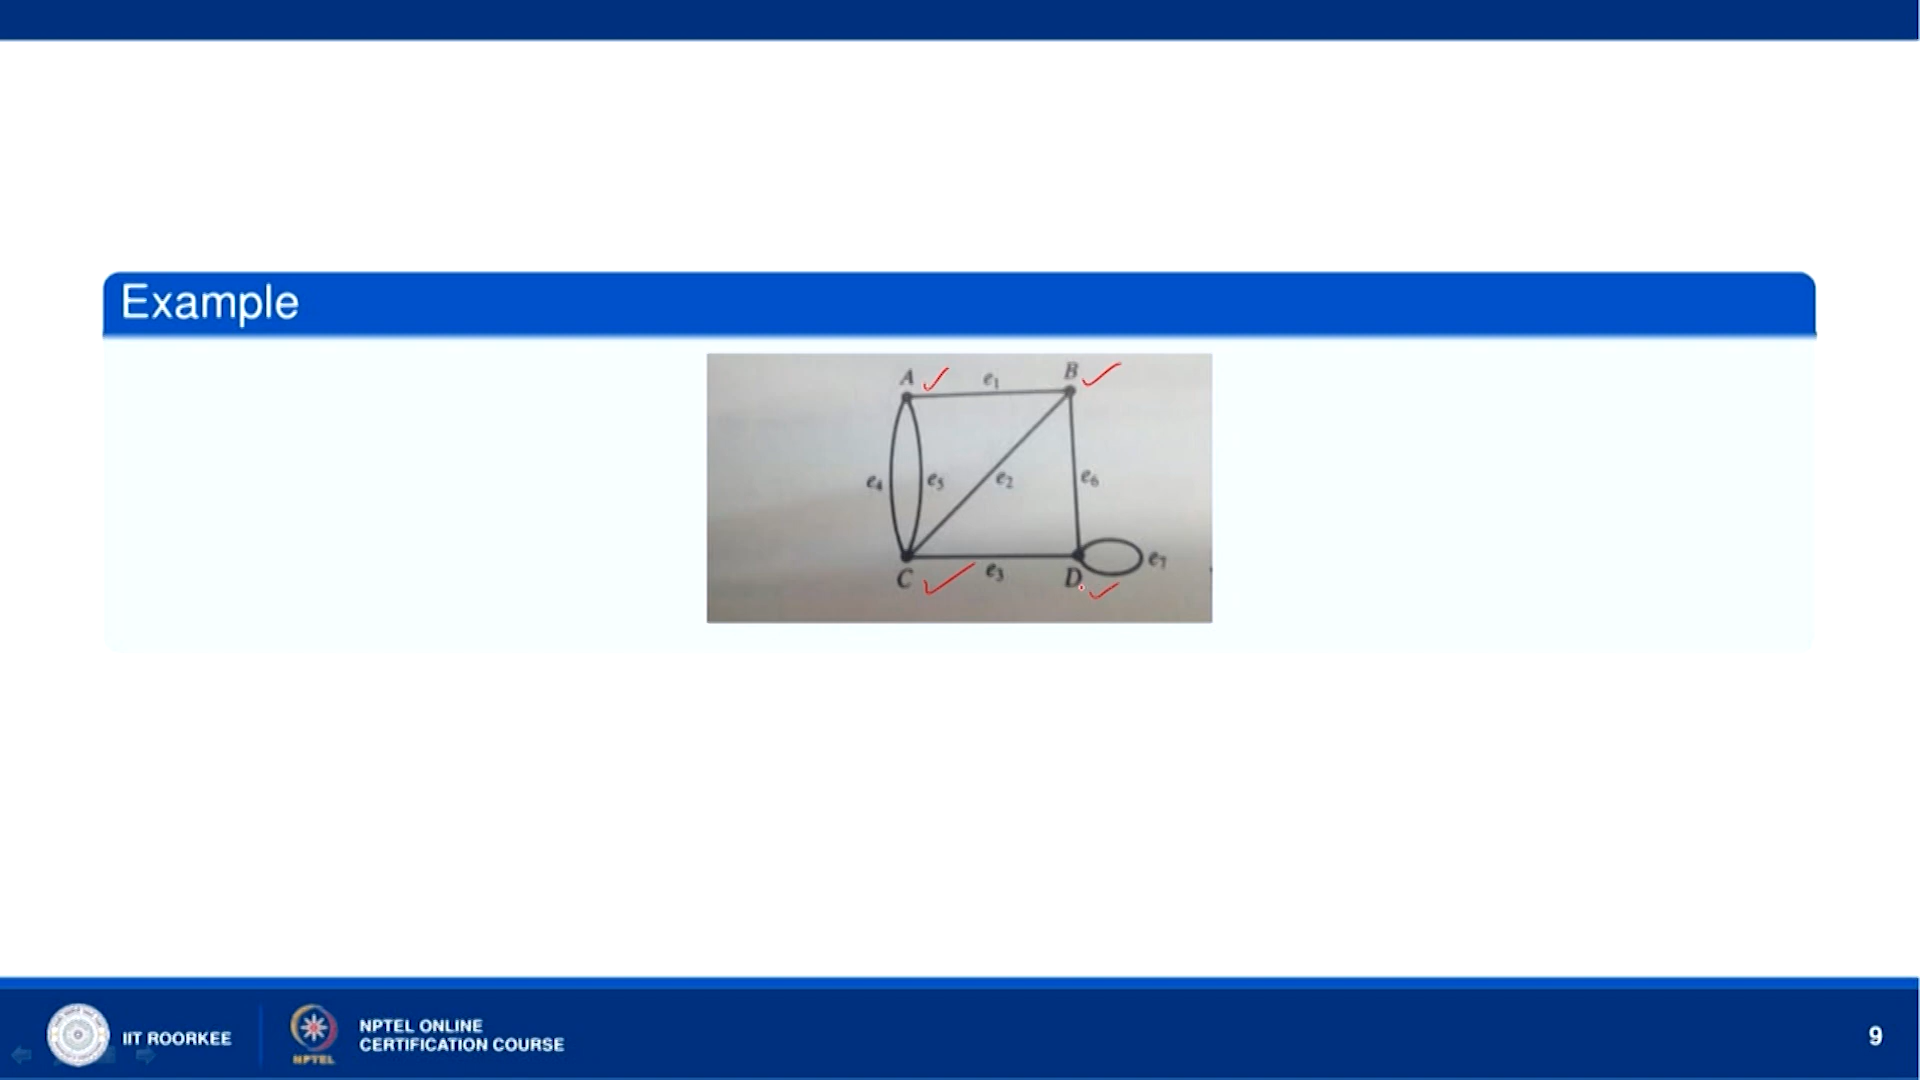 Example
A e₁ B
e₄ e₅ e₂ e₆
C e₃ D e₇
IIT ROORKEE
NPTEL
NPTEL ONLINE
CERTIFICATION COURSE
9